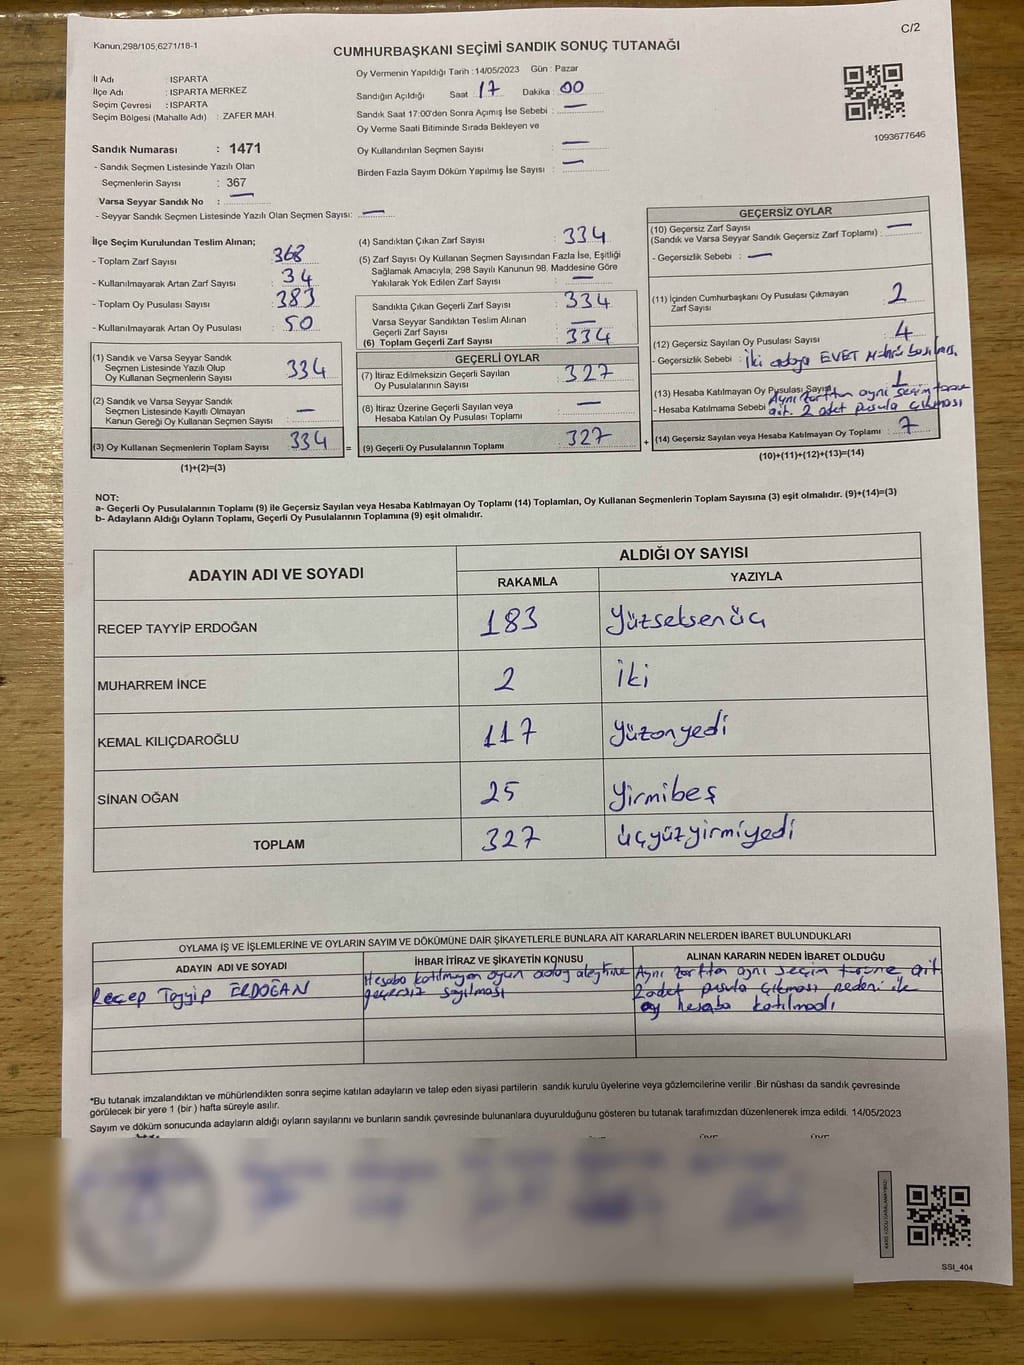 C/2
Kanun;298/105;6271/18-1
CUMHURBAŞKANI SEÇİMİ SANDIK SONUÇ TUTANAĞI
İl Adı : ISPARTA
İlçe Adı : ISPARTA MERKEZ
Seçim Çevresi : ISPARTA
Seçim Bölgesi (Mahalle Adı) : ZAFER MAH.
Oy Vermenin Yapıldığı Tarih :14/05/2023 Gün : Pazar
Sandığın Açıldığı Saat : 17 Dakika : 00
Sandık Saat 17:00'den Sonra Açımış İse Sebebi : —
Oy Verme Saati Bitiminde Sırada Bekleyen ve
Oy Kullandırılan Seçmen Sayısı : —
Birden Fazla Sayım Döküm Yapılmış İse Sayısı : —
1093677646
Sandık Numarası : 1471
- Sandık Seçmen Listesinde Yazılı Olan
Seçmenlerin Sayısı : 367
Varsa Seyyar Sandık No : —
- Seyyar Sandık Seçmen Listesinde Yazılı Olan Seçmen Sayısı: —
İlçe Seçim Kurulundan Teslim Alınan;
- Toplam Zarf Sayısı : 368
- Kullanılmayarak Artan Zarf Sayısı : 34
- Toplam Oy Pusulası Sayısı : 383
- Kullanılmayarak Artan Oy Pusulası : 50
(1) Sandık ve Varsa Seyyar Sandık
Seçmen Listesinde Yazılı Olup
Oy Kullanan Seçmenlerin Sayısı : 334
(2) Sandık ve Varsa Seyyar Sandık
Seçmen Listesinde Kayıtlı Olmayan
Kanun Gereği Oy Kullanan Seçmen Sayısı : —
(3) Oy Kullanan Seçmenlerin Toplam Sayısı : 334 =
(1)+(2)=(3)
(4) Sandıktan Çıkan Zarf Sayısı : 334
(5) Zarf Sayısı Oy Kullanan Seçmen Sayısından Fazla İse, Eşitliği
Sağlamak Amacıyla, 298 Sayılı Kanunun 98. Maddesine Göre
Yakılarak Yok Edilen Zarf Sayısı : —
Sandıkta Çıkan Geçerli Zarf Sayısı : 334
Varsa Seyyar Sandıktan Teslim Alınan
Geçerli Zarf Sayısı : —
(6) Toplam Geçerli Zarf Sayısı : 334
GEÇERLİ OYLAR
(7) İtiraz Edilmeksizin Geçerli Sayılan
Oy Pusulalarının Sayısı : 327
(8) İtiraz Üzerine Geçerli Sayılan veya
Hesaba Katılan Oy Pusulası Toplamı : —
(9) Geçerli Oy Pusulalarının Toplamı : 327 +
GEÇERSİZ OYLAR
(10) Geçersiz Zarf Sayısı
(Sandık ve Varsa Seyyar Sandık Geçersiz Zarf Toplamı) : —
- Geçersizlik Sebebi : —
(11) İçinden Cumhurbaşkanı Oy Pusulası Çıkmayan
Zarf Sayısı : 2
(12) Geçersiz Sayılan Oy Pusulası Sayısı : 4
- Geçersizlik Sebebi : İki adaya EVET Mührü basılması.
(13) Hesaba Katılmayan Oy Pusulası Sayısı : 1
- Hesaba Katılmama Sebebi : Aynı zarftan aynı seçim türüne
ait. 2 adet pusula çıkması
(14) Geçersiz Sayılan veya Hesaba Katılmayan Oy Toplamı : 7
(10)+(11)+(12)+(13)=(14)
NOT:
a- Geçerli Oy Pusulalarının Toplamı (9) ile Geçersiz Sayılan veya Hesaba Katılmayan Oy Toplamı (14) Toplamları, Oy Kullanan Seçmenlerin Toplam Sayısına (3) eşit olmalıdır. (9)+(14)=(3)
b- Adayların Aldığı Oyların Toplamı, Geçerli Oy Pusulalarının Toplamına (9) eşit olmalıdır.
ADAYIN ADI VE SOYADI ALDIĞI OY SAYISI
RAKAMLA YAZIYLA
RECEP TAYYİP ERDOĞAN 183 Yüzseksenüç
MUHARREM İNCE 2 İki
KEMAL KILIÇDAROĞLU 117 Yüzonyedi
SİNAN OĞAN 25 Yirmibeş
TOPLAM 327 üçyüzyirmiyedi
OYLAMA İŞ VE İŞLEMLERİNE VE OYLARIN SAYIM VE DÖKÜMÜNE DAİR ŞİKAYETLERLE BUNLARA AİT KARARLARIN NELERDEN İBARET BULUNDUKLARI
ADAYIN ADI VE SOYADI İHBAR İTİRAZ VE ŞİKAYETİN KONUSU ALINAN KARARIN NEDEN İBARET OLDUĞU
Recep Tayyip ERDOĞAN
Hesaba katılmayan oyun aday aleyhine
geçersiz sayılması
Aynı zarftan aynı seçim türüne ait
2 adet pusula çıkması nedeni ile
oy hesaba katılmadı
*Bu tutanak imzalandıktan ve mühürlendikten sonra seçime katılan adayların ve talep eden siyasi partilerin sandık kurulu üyelerine veya gözlemcilerine verilir .Bir nüshası da sandık çevresinde
görülecek bir yere 1 (bir ) hafta süreyle asılır.
Sayım ve döküm sonucunda adayların aldığı oyların sayılarını ve bunların sandık çevresinde bulunanlara duyurulduğunu gösteren bu tutanak tarafımızdan düzenlenerek imza edildi. 14/05/2023
SSI_404